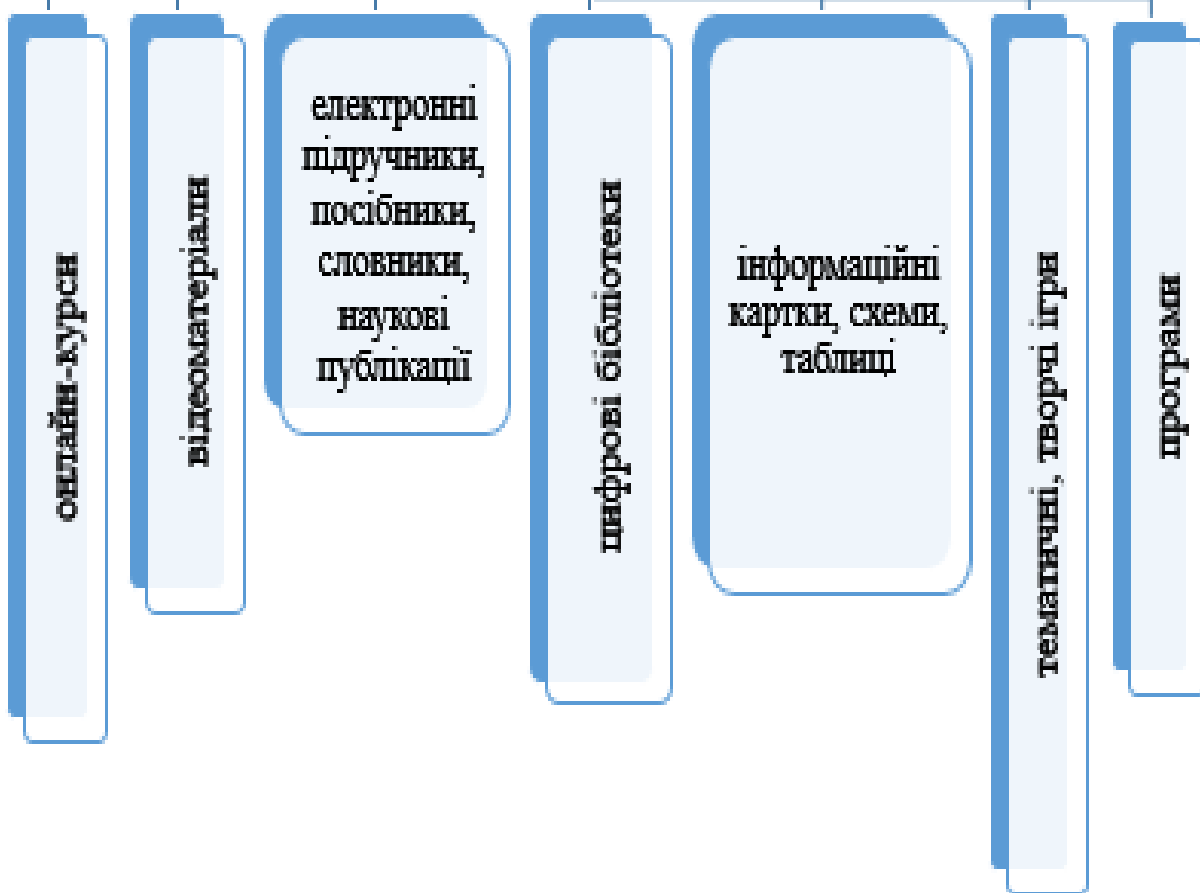 онлайн-курси
відеоматеріали
електронні
підручники,
посібники,
словники,
наукові
публікації
цифрові бібліотеки
інформаційні
картки, схеми,
таблиці
тематичні, творчі ігри
програми